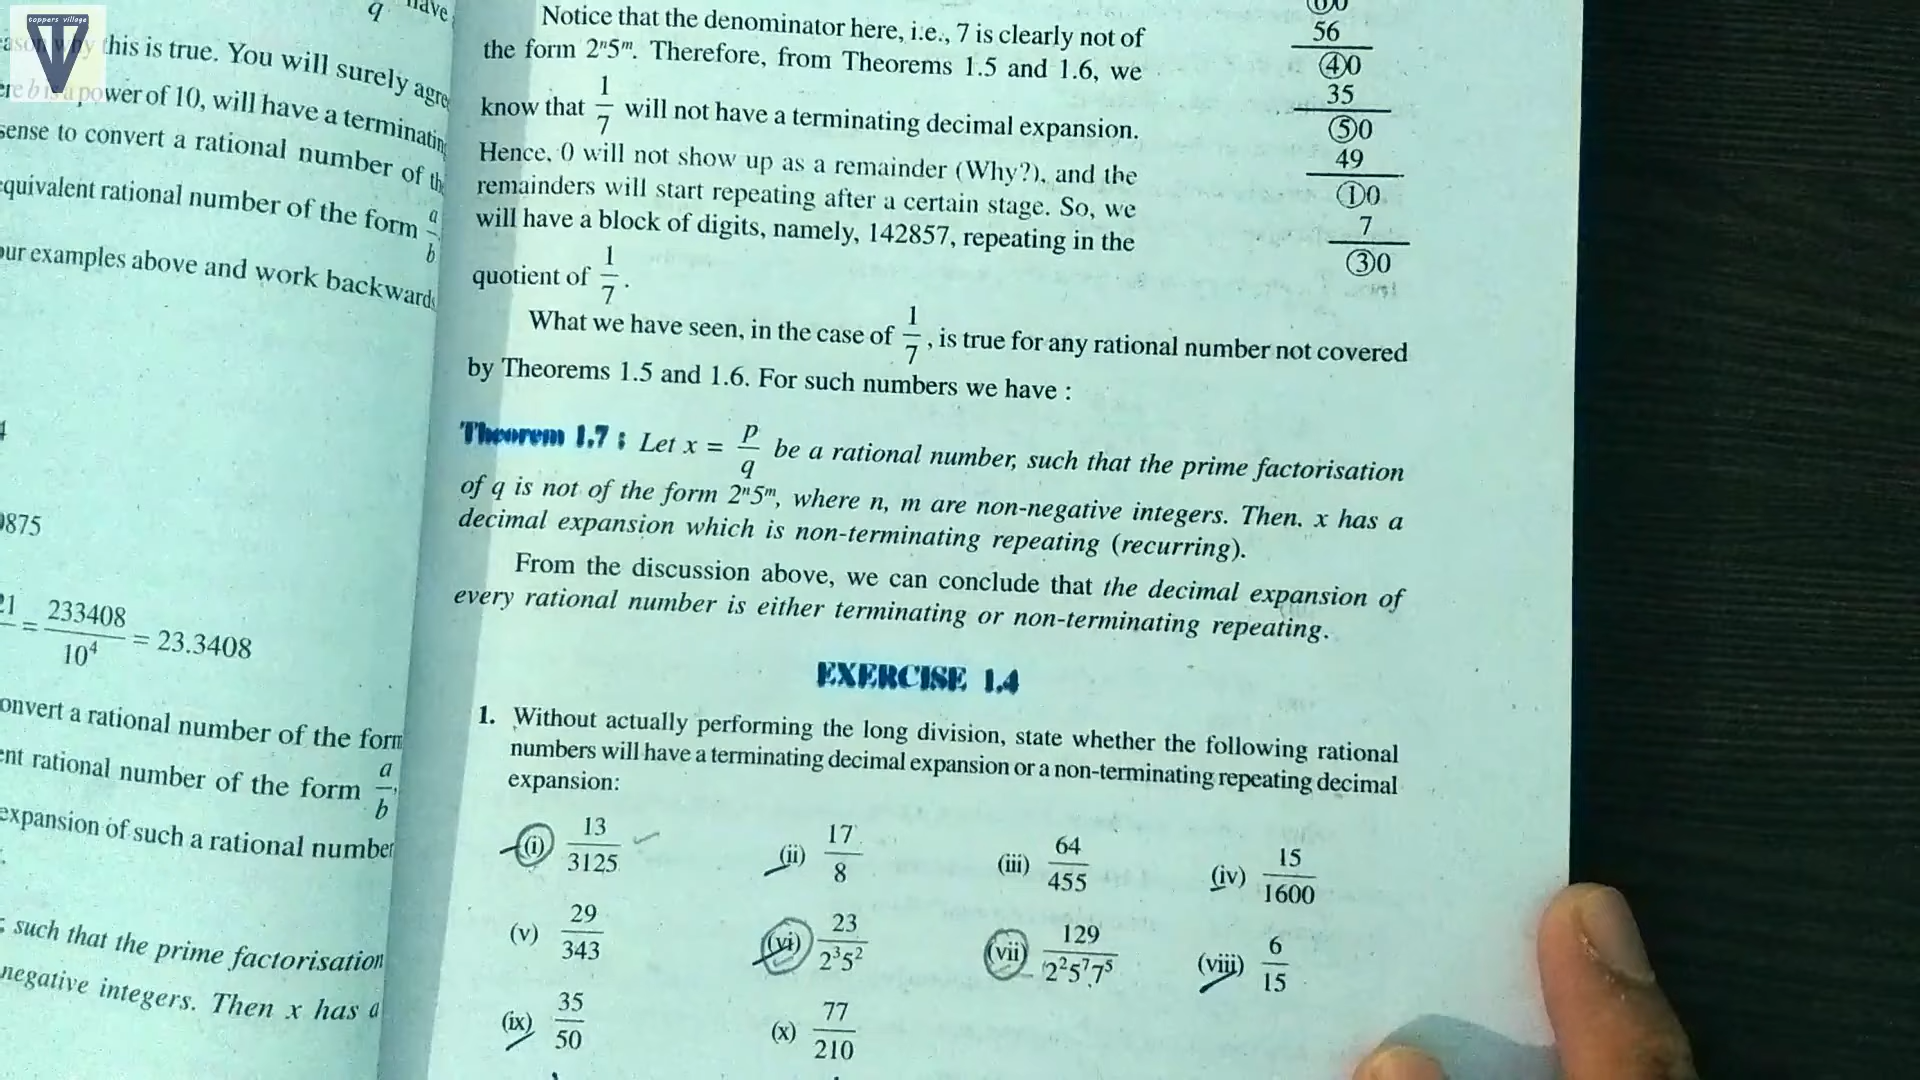 toppers village
this is true. You will surely agre
power of 10, will have a terminatin
sense to convert a rational number of th
equivalent rational number of the form a/b
our examples above and work backwards
9875
21 = 233408/10⁴ = 23.3408
onvert a rational number of the form
ent rational number of the form a/b,
expansion of such a rational number
; such that the prime factorisation
negative integers. Then x has a
Notice that the denominator here, i.e., 7 is clearly not of
the form 2ⁿ5ᵐ. Therefore, from Theorems 1.5 and 1.6, we
know that 1/7 will not have a terminating decimal expansion.
Hence, 0 will not show up as a remainder (Why?), and the
remainders will start repeating after a certain stage. So, we
will have a block of digits, namely, 142857, repeating in the
quotient of 1/7.
56
40
35
50
49
10
7
30
What we have seen, in the case of 1/7, is true for any rational number not covered
by Theorems 1.5 and 1.6. For such numbers we have :
Theorem 1.7 : Let x = p/q be a rational number, such that the prime factorisation
of q is not of the form 2ⁿ5ᵐ, where n, m are non-negative integers. Then, x has a
decimal expansion which is non-terminating repeating (recurring).
From the discussion above, we can conclude that the decimal expansion of
every rational number is either terminating or non-terminating repeating.
EXERCISE 1.4
1. Without actually performing the long division, state whether the following rational
numbers will have a terminating decimal expansion or a non-terminating repeating decimal
expansion:
(i) 13/3125 (ii) 17/8 (iii) 64/455 (iv) 15/1600
(v) 29/343 (vi) 23/2³5² (vii) 129/2²5⁷7⁵ (viii) 6/15
(ix) 35/50 (x) 77/210